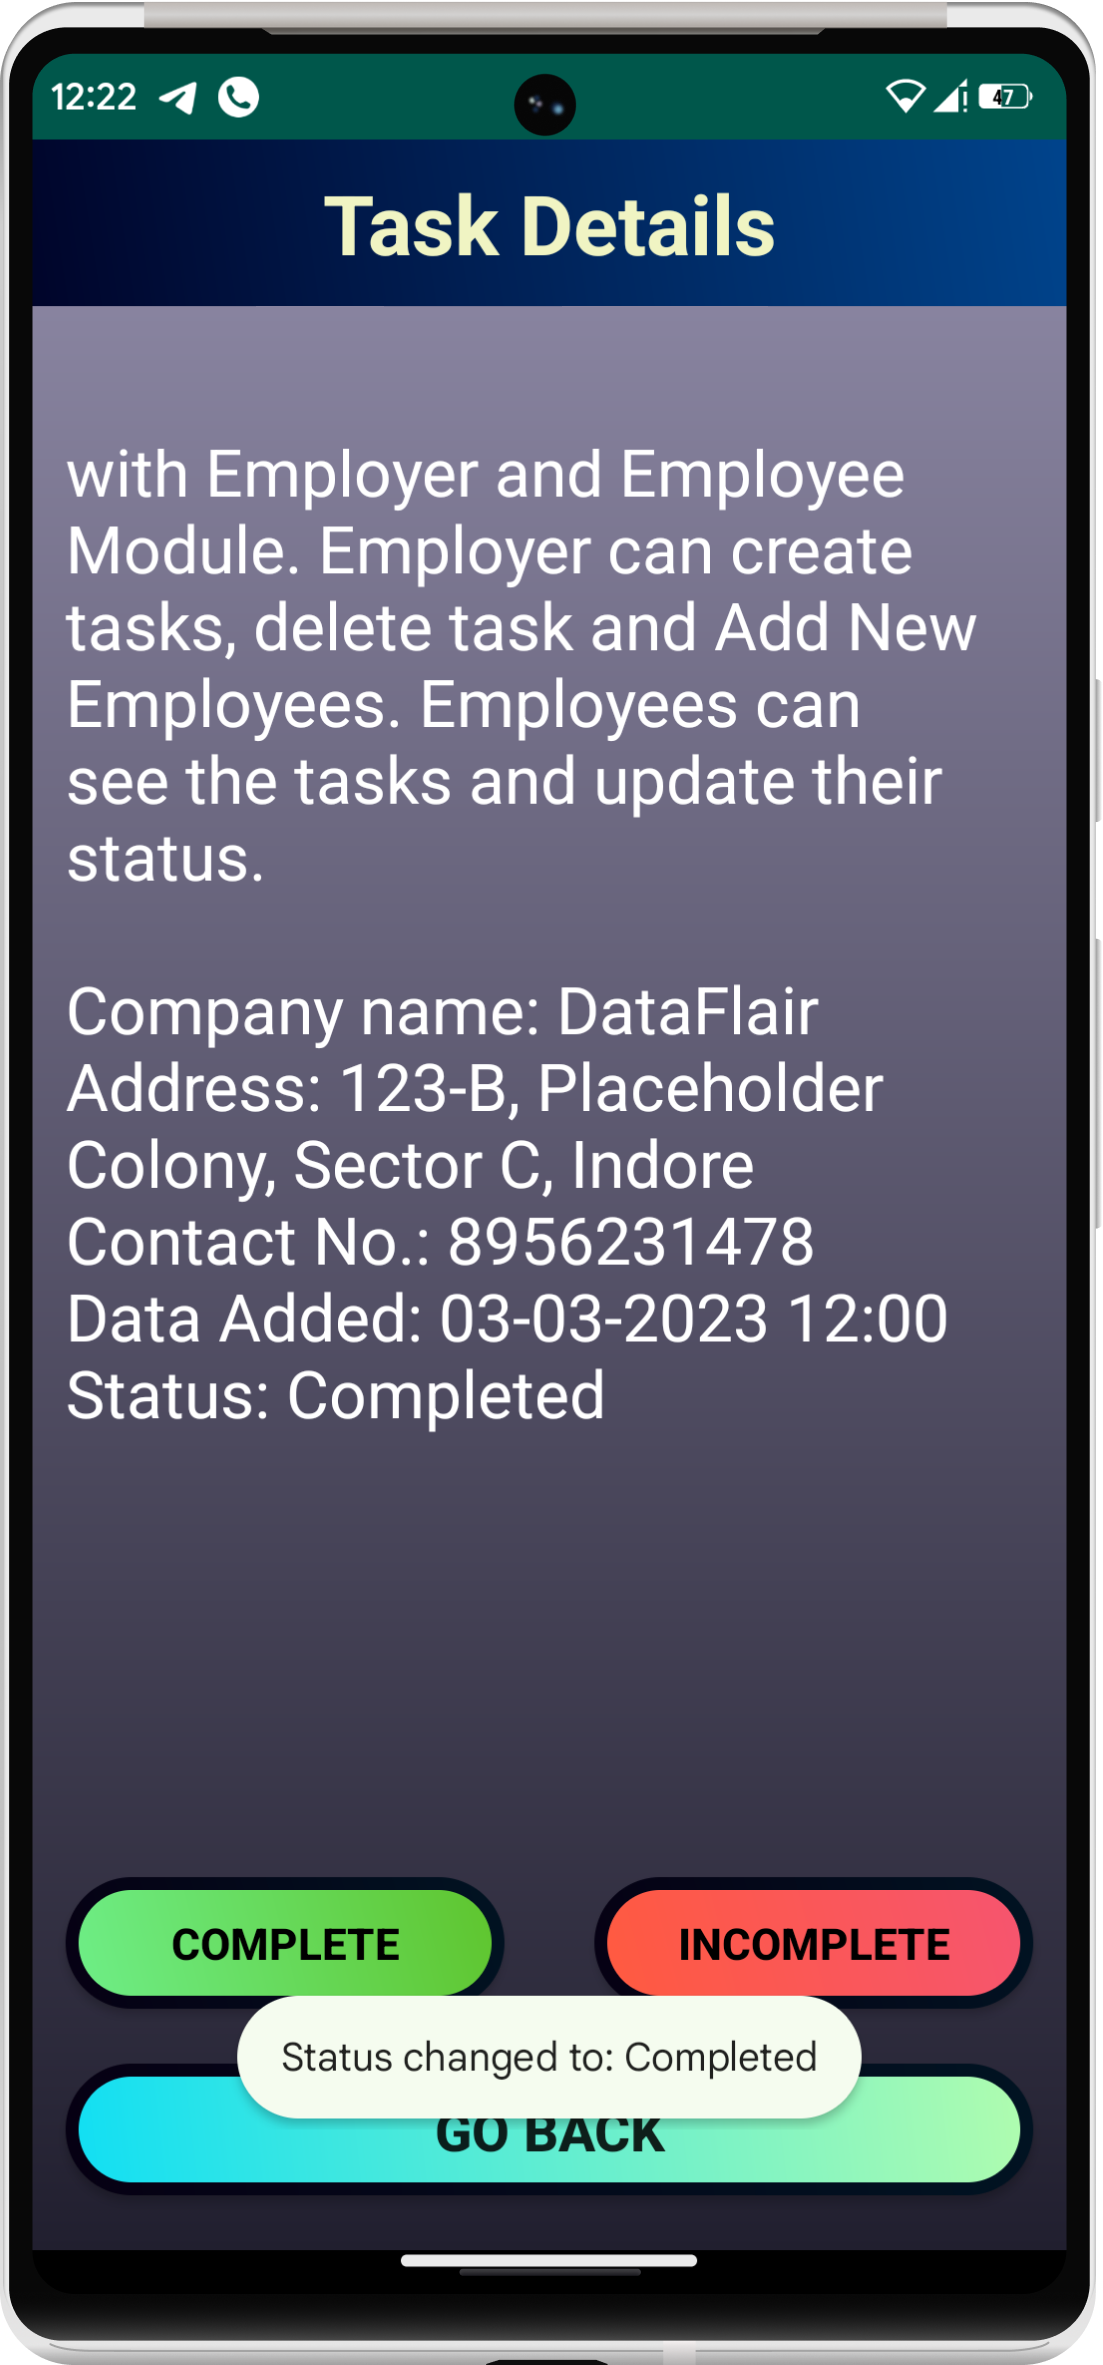 12:22
47
Task Details
with Employer and Employee
Module. Employer can create
tasks, delete task and Add New
Employees. Employees can
see the tasks and update their
status.
Company name: DataFlair
Address: 123-B, Placeholder
Colony, Sector C, Indore
Contact No.: 8956231478
Data Added: 03-03-2023 12:00
Status: Completed
COMPLETE
INCOMPLETE
Status changed to: Completed
GO BACK